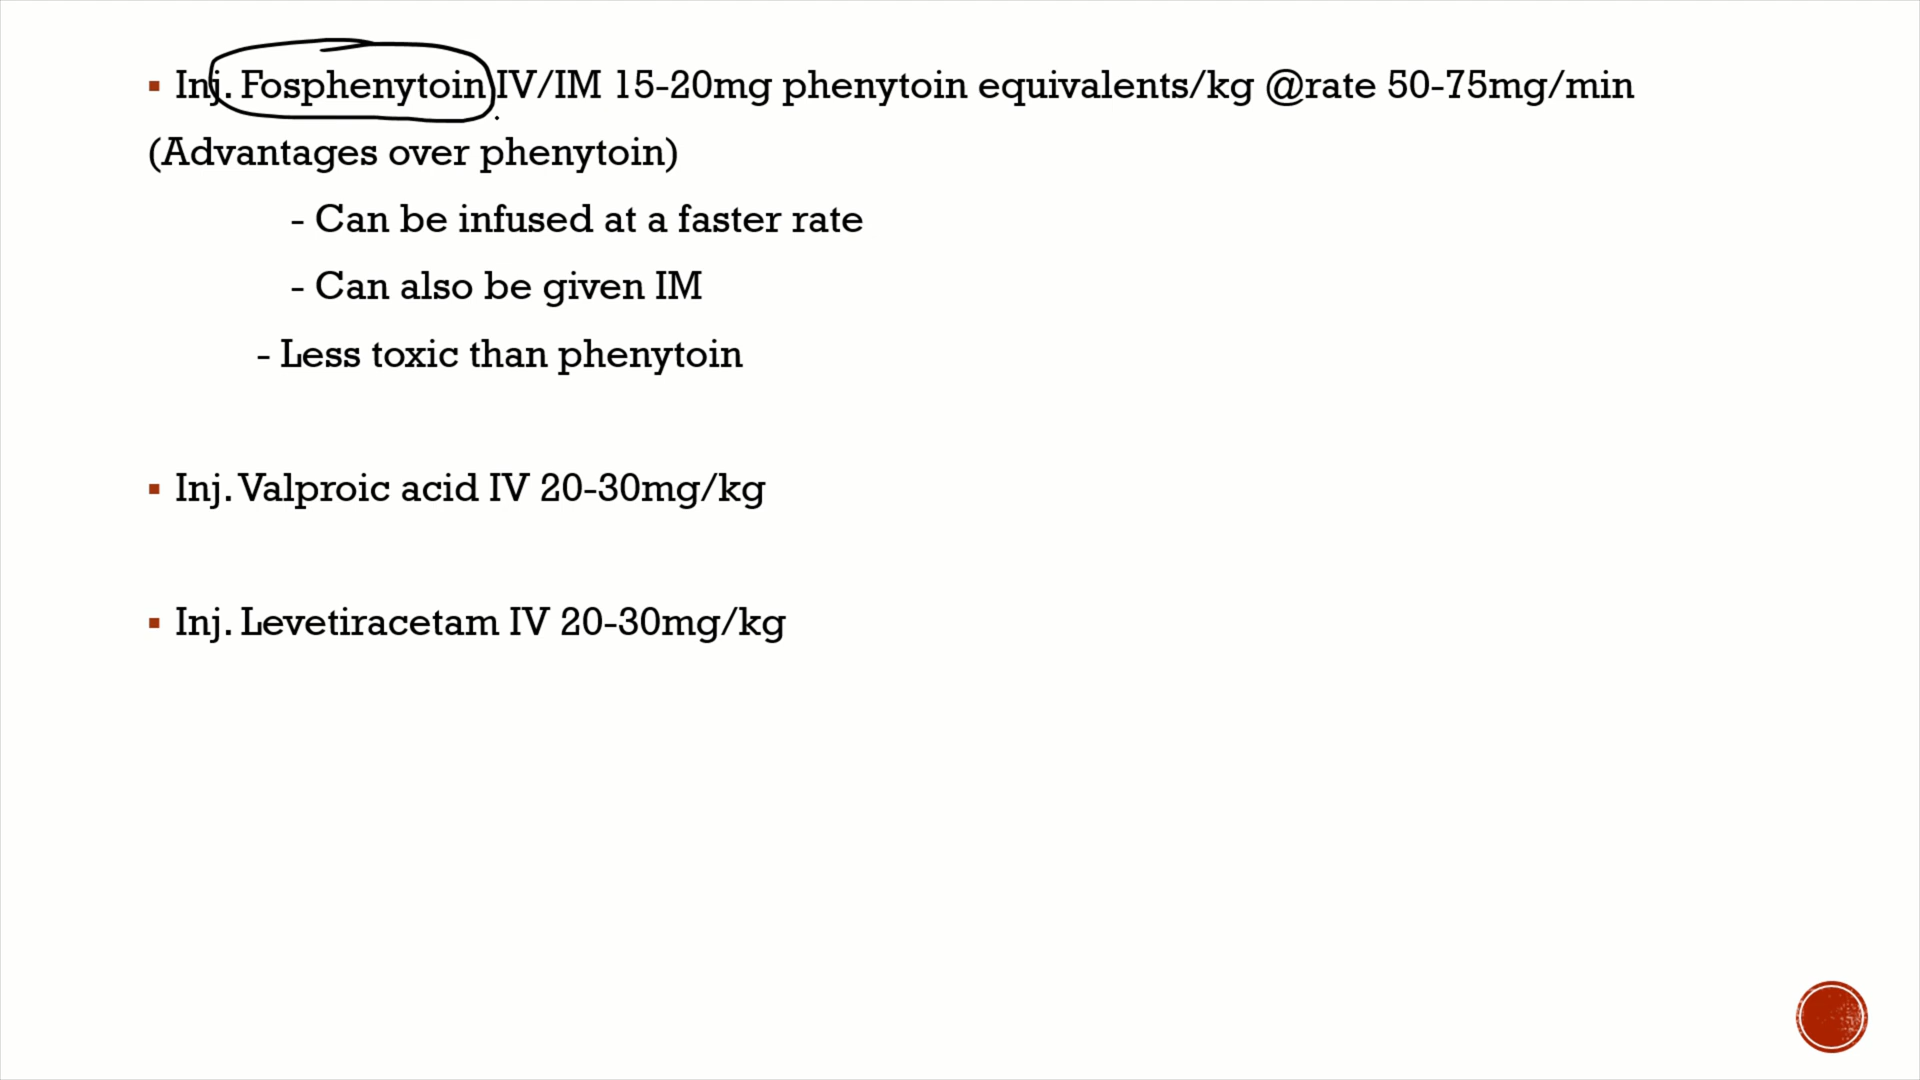 ▪ Inj. Fosphenytoin IV/IM 15-20mg phenytoin equivalents/kg @rate 50-75mg/min
(Advantages over phenytoin)
- Can be infused at a faster rate
- Can also be given IM
- Less toxic than phenytoin
▪ Inj. Valproic acid IV 20-30mg/kg
▪ Inj. Levetiracetam IV 20-30mg/kg